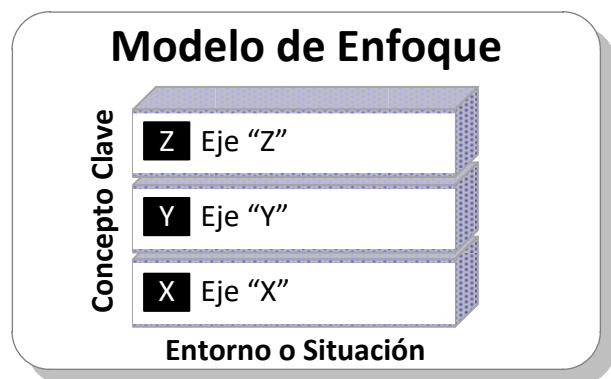 Modelo de Enfoque
Concepto Clave
Z Eje “Z”
Y Eje “Y”
X Eje “X”
Entorno o Situación